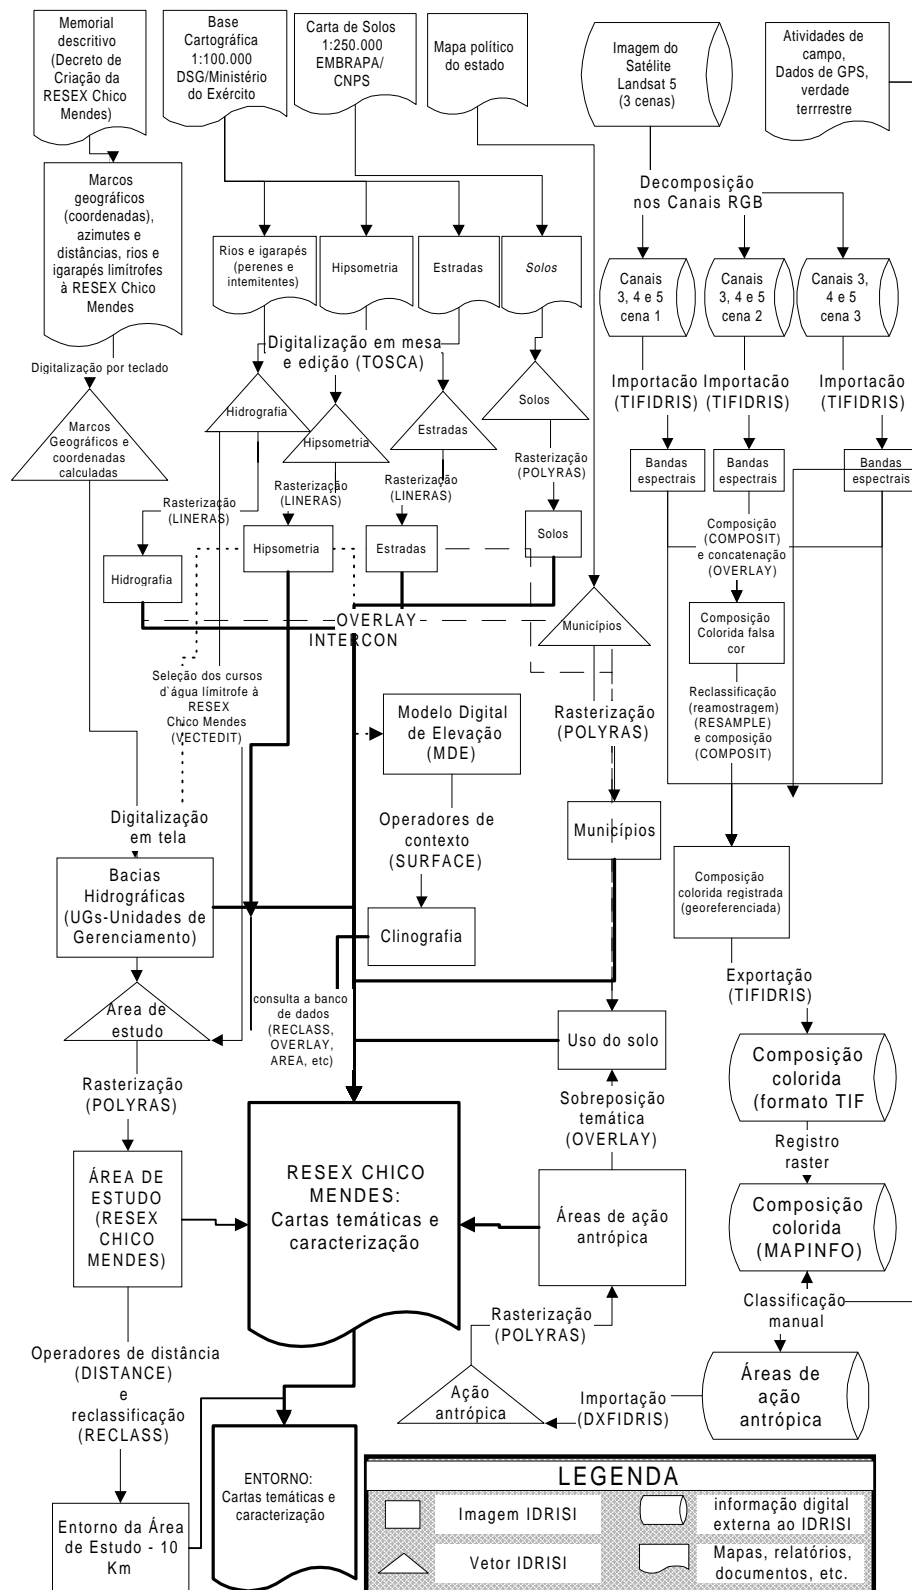 Memorial
descritivo
(Decreto de
Criação da
RESEX Chico
Mendes)
Base
Cartográfica
1:100.000
DSG/Ministério
do Exército
Carta de Solos
1:250.000
EMBRAPA/
CNPS
Mapa político
do estado
Imagem do
Satélite
Landsat 5
(3 cenas)
Atividades de
campo,
Dados de GPS,
verdade
terrrestre
Marcos
geográficos
(coordenadas),
azimutes e
distâncias, rios e
igarapés limítrofes
à RESEX Chico
Mendes
Decomposição
nos Canais RGB
Rios e igarapés
(perenes e
intemitentes)
Hipsometria
Estradas
Solos
Canais
3, 4 e 5
cena 1
Canais
3, 4 e 5
cena 2
Canais 3,
4 e 5
cena 3
Digitalização por teclado
Digitalização em mesa
e edição (TOSCA)
Importacão
(TIFIDRIS)
Importacão
(TIFIDRIS)
Importacão
(TIFIDRIS)
Marcos
Geográficos e
coordenadas
calculadas
Hidrografia
Hipsometria
Estradas
Solos
Rasterização
(LINERAS)
Rasterização
(LINERAS)
Rasterização
(LINERAS)
Rasterização
(POLYRAS)
Bandas
espectrais
Bandas
espectrais
Bandas
espectrais
Hidrografia
Hipsometria
Estradas
Solos
Composição
(COMPOSIT)
e concatenação
(OVERLAY)
OVERLAY
INTERCON
Municípios
Composição
Colorida falsa
cor
Seleção dos cursos
d`água límitrofe à
RESEX
Chico Mendes
(VECTEDIT)
Modelo Digital
de Elevação
(MDE)
Rasterização
(POLYRAS)
Reclassificação
(reamostragem)
(RESAMPLE)
e composição
(COMPOSIT)
Digitalização
em tela
Operadores de
contexto
(SURFACE)
Municípios
Bacias
Hidrográficas
(UGs-Unidades de
Gerenciamento)
Clinografia
Composição
colorida registrada
(georeferenciada)
Exportação
(TIFIDRIS)
Area de
estudo
consulta a banco
de dados
(RECLASS,
OVERLAY,
AREA, etc)
Uso do solo
Composição
colorida
(formato TIF
Rasterização
(POLYRAS)
Sobreposição
temática
(OVERLAY)
Registro
raster
ÁREA DE
ESTUDO
(RESEX
CHICO
MENDES)
RESEX CHICO
MENDES:
Cartas temáticas e
caracterização
Áreas de ação
antrópica
Composição
colorida
(MAPINFO)
Classificação
manual
Rasterização
(POLYRAS)
Operadores de distância
(DISTANCE)
e
reclassificação
(RECLASS)
Ação
antrópica
Importação
(DXFIDRIS)
Áreas de
ação
antrópica
Entorno da Área
de Estudo - 10
Km
ENTORNO:
Cartas temáticas e
caracterização
LEGENDA
Imagem IDRISI
informação digital
externa ao IDRISI
Vetor IDRISI
Mapas, relatórios,
documentos, etc.